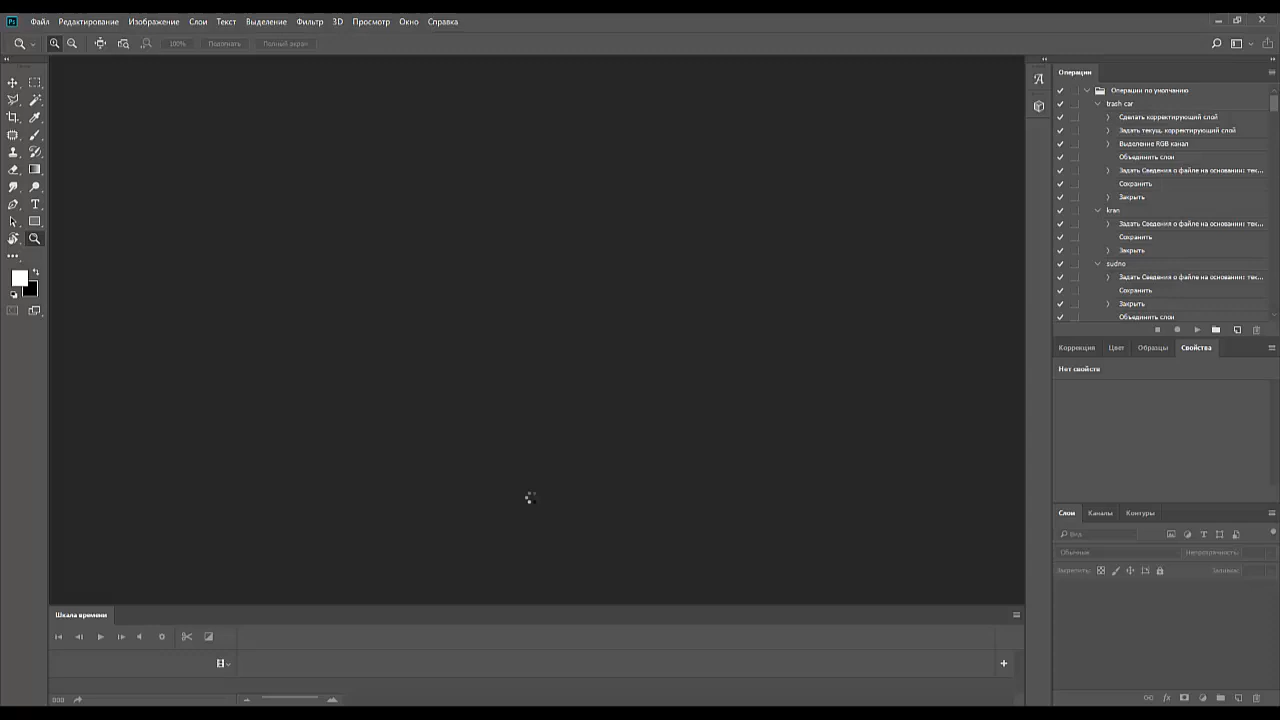 Ps Файл Редактирование Изображение Слои Текст Выделение Фильтр 3D Просмотр Окно Справка
100% Подогнать Полный экран
Операции
Операции по умолчанию
trash car
Сделать корректирующий слой
Задать текущ. корректирующий слой
Выделение RGB канал
Объединить слои
Задать Сведения о файле на основании: тек...
Сохранить
Закрыть
kran
Задать Сведения о файле на основании: тек...
Сохранить
Закрыть
sudno
Задать Сведения о файле на основании: тек...
Сохранить
Закрыть
Объединить слои
Коррекция Цвет Образцы Свойства
Нет свойств
Слои Каналы Контуры
Вид
Обычные Непрозрачность:
Закрепить: Заливка:
Шкала времени